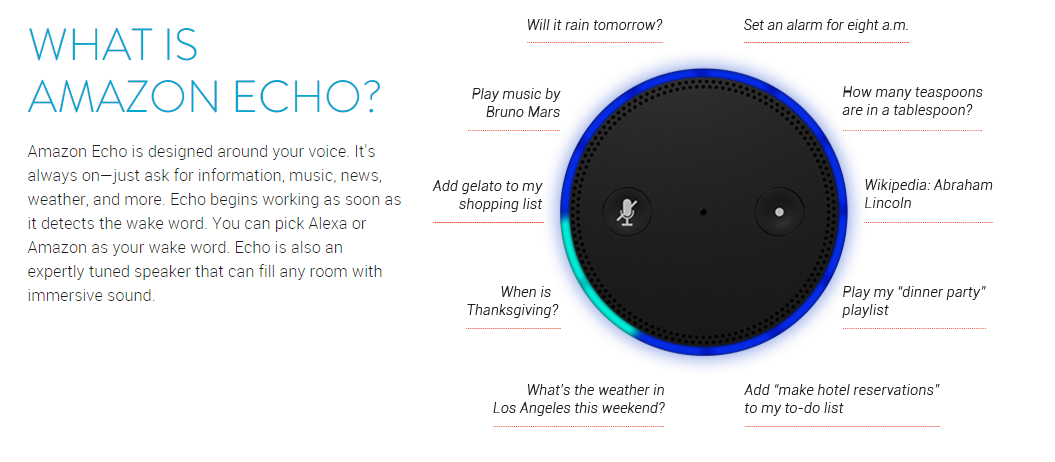 WHAT IS
AMAZON ECHO?
Amazon Echo is designed around your voice. It's
always on—just ask for information, music, news,
weather, and more. Echo begins working as soon as
it detects the wake word. You can pick Alexa or
Amazon as your wake word. Echo is also an
expertly tuned speaker that can fill any room with
immersive sound.
Will it rain tomorrow?
Set an alarm for eight a.m.
Play music by
Bruno Mars
How many teaspoons
are in a tablespoon?
Add gelato to my
shopping list
Wikipedia: Abraham
Lincoln
When is
Thanksgiving?
Play my "dinner party"
playlist
What's the weather in
Los Angeles this weekend?
Add "make hotel reservations"
to my to-do list